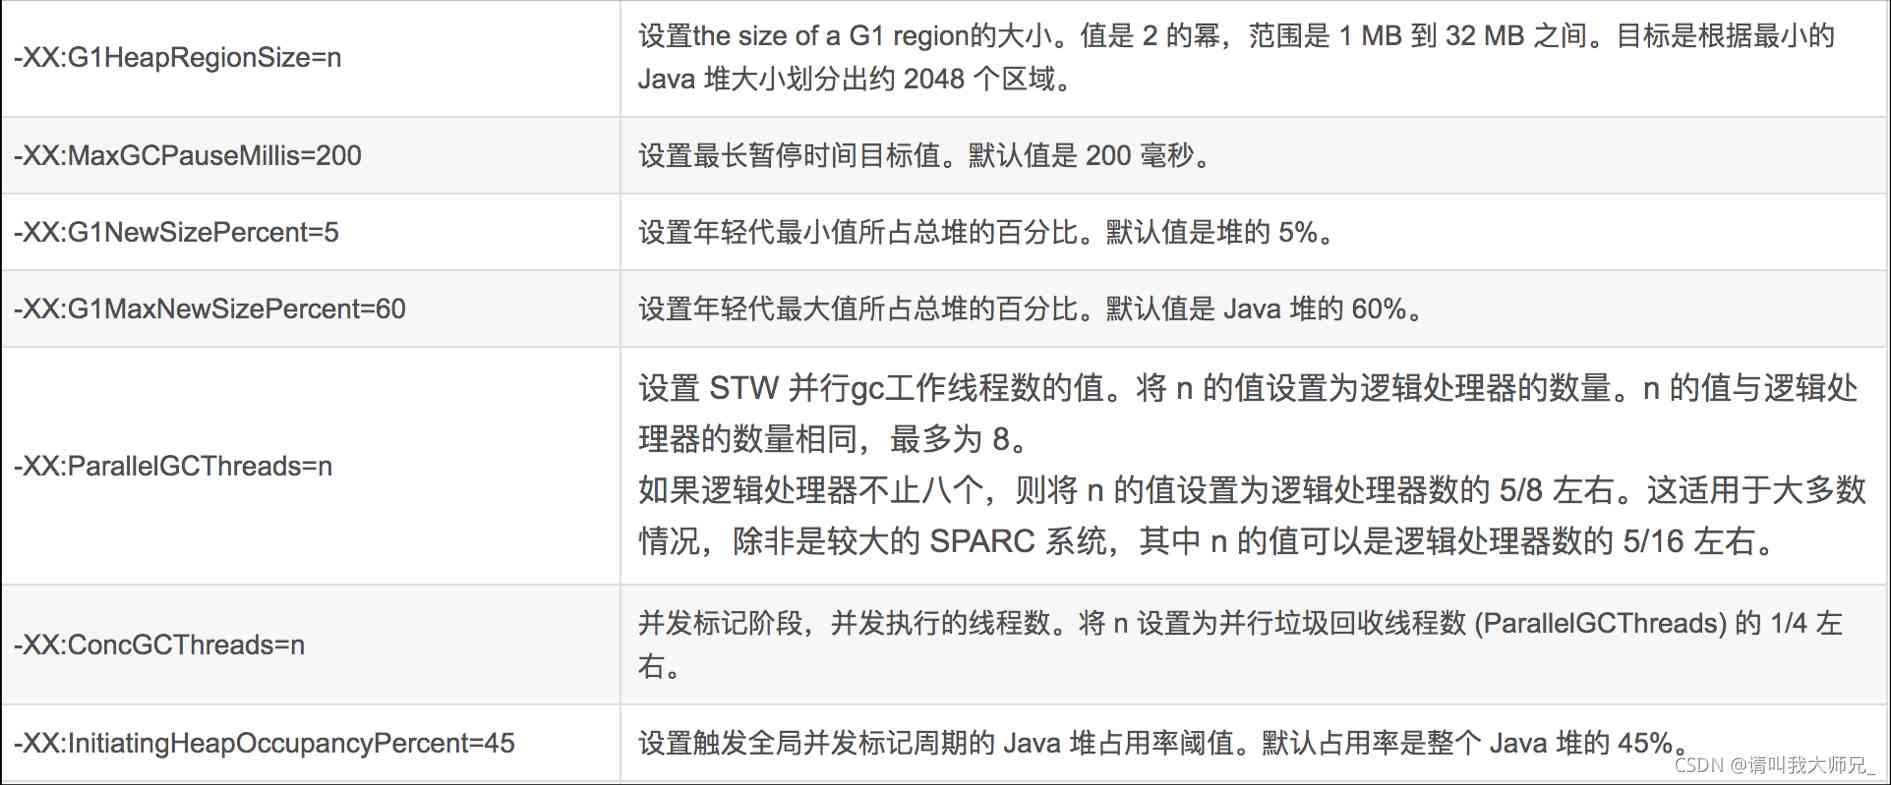 -XX:G1HeapRegionSize=n
设置the size of a G1 region的大小。值是 2 的幂，范围是 1 MB 到 32 MB 之间。目标是根据最小的
Java 堆大小划分出约 2048 个区域。
-XX:MaxGCPauseMillis=200
设置最长暂停时间目标值。默认值是 200 毫秒。
-XX:G1NewSizePercent=5
设置年轻代最小值所占总堆的百分比。默认值是堆的 5%。
-XX:G1MaxNewSizePercent=60
设置年轻代最大值所占总堆的百分比。默认值是 Java 堆的 60%。
-XX:ParallelGCThreads=n
设置 STW 并行gc工作线程数的值。将 n 的值设置为逻辑处理器的数量。n 的值与逻辑处
理器的数量相同，最多为 8。
如果逻辑处理器不止八个，则将 n 的值设置为逻辑处理器数的 5/8 左右。这适用于大多数
情况，除非是较大的 SPARC 系统，其中 n 的值可以是逻辑处理器数的 5/16 左右。
-XX:ConcGCThreads=n
并发标记阶段，并发执行的线程数。将 n 设置为并行垃圾回收线程数 (ParallelGCThreads) 的 1/4 左
右。
-XX:InitiatingHeapOccupancyPercent=45
设置触发全局并发标记周期的 Java 堆占用率阈值。默认占用率是整个 Java 堆的 45%。
CSDN @请叫我大师兄_